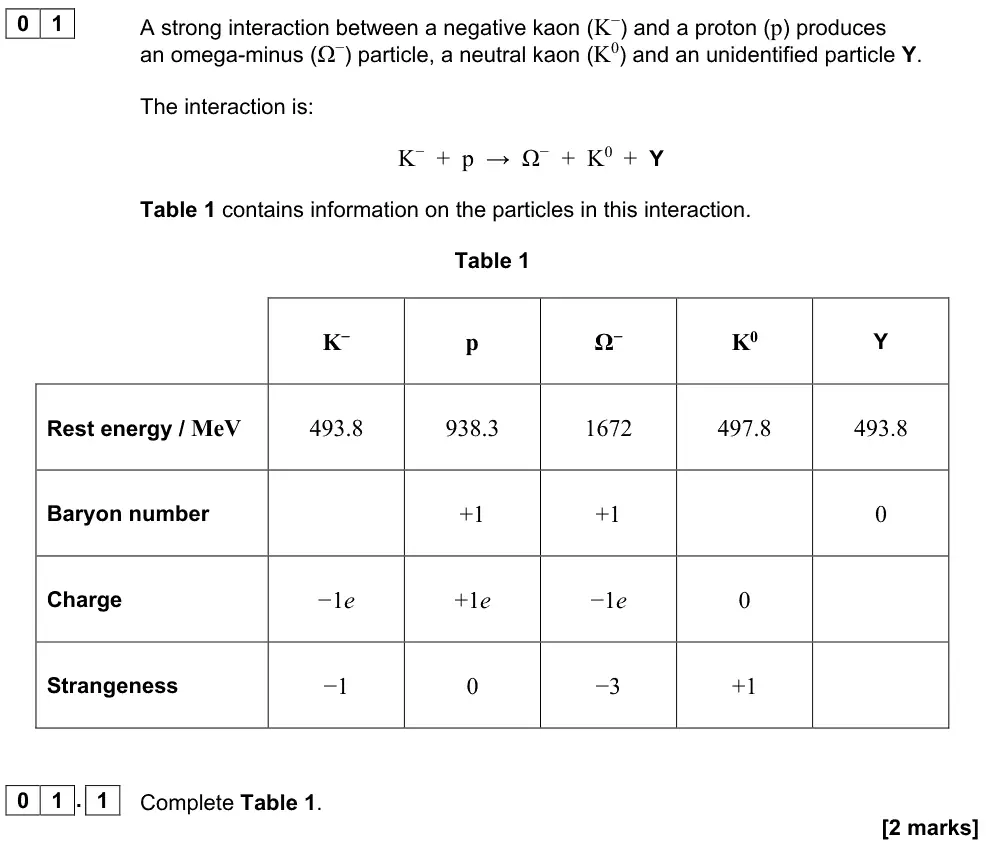 0 1 A strong interaction between a negative kaon (K⁻) and a proton (p) produces
an omega-minus (Ω⁻) particle, a neutral kaon (K⁰) and an unidentified particle Y.
The interaction is:
K⁻ + p → Ω⁻ + K⁰ + Y
Table 1 contains information on the particles in this interaction.
Table 1
K⁻ p Ω⁻ K⁰ Y
Rest energy / MeV 493.8 938.3 1672 497.8 493.8
Baryon number +1 +1 0
Charge −1e +1e −1e 0
Strangeness −1 0 −3 +1
0 1 . 1 Complete Table 1.
[2 marks]